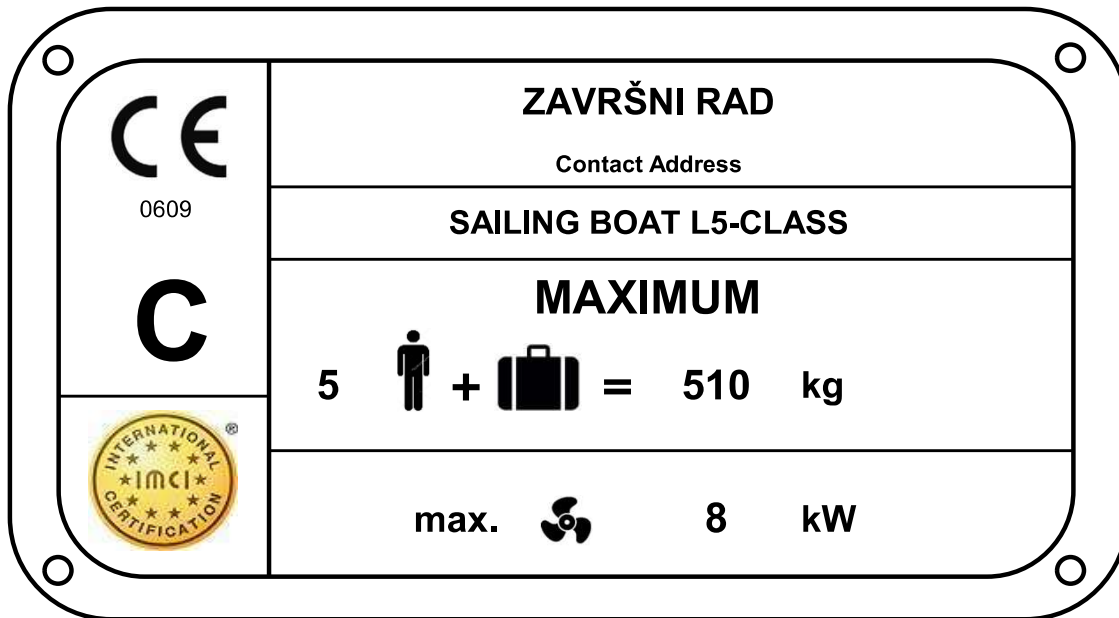 CE
0609
C
INTERNATIONAL
IMCI
CERTIFICATION
®
ZAVRŠNI RAD
Contact Address
SAILING BOAT L5-CLASS
MAXIMUM
5 + = 510 kg
max. 8 kW